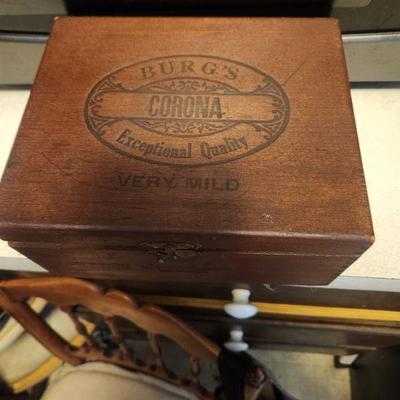 BURG'S
CORONA
Exceptional Quality
VERY MILD